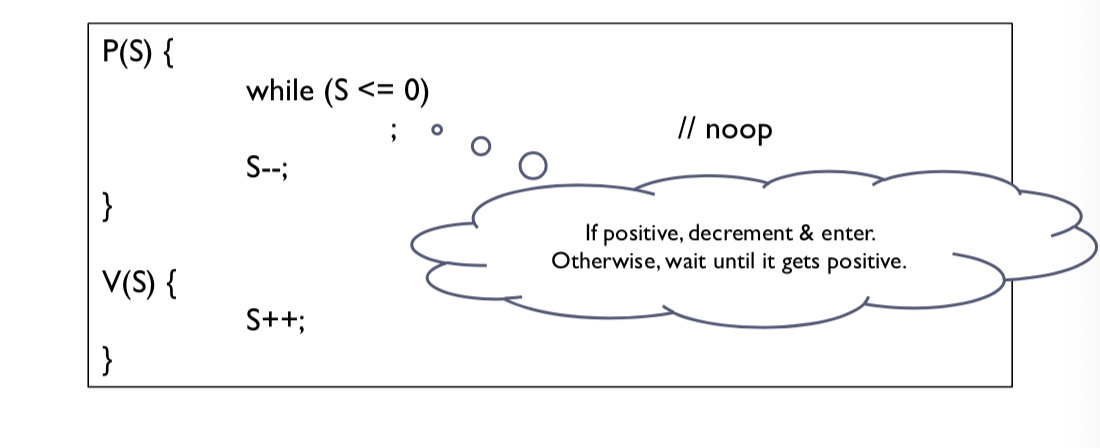 P(S) {
while (S <= 0)
; // noop
S--;
}
If positive, decrement & enter.
Otherwise, wait until it gets positive.
V(S) {
S++;
}